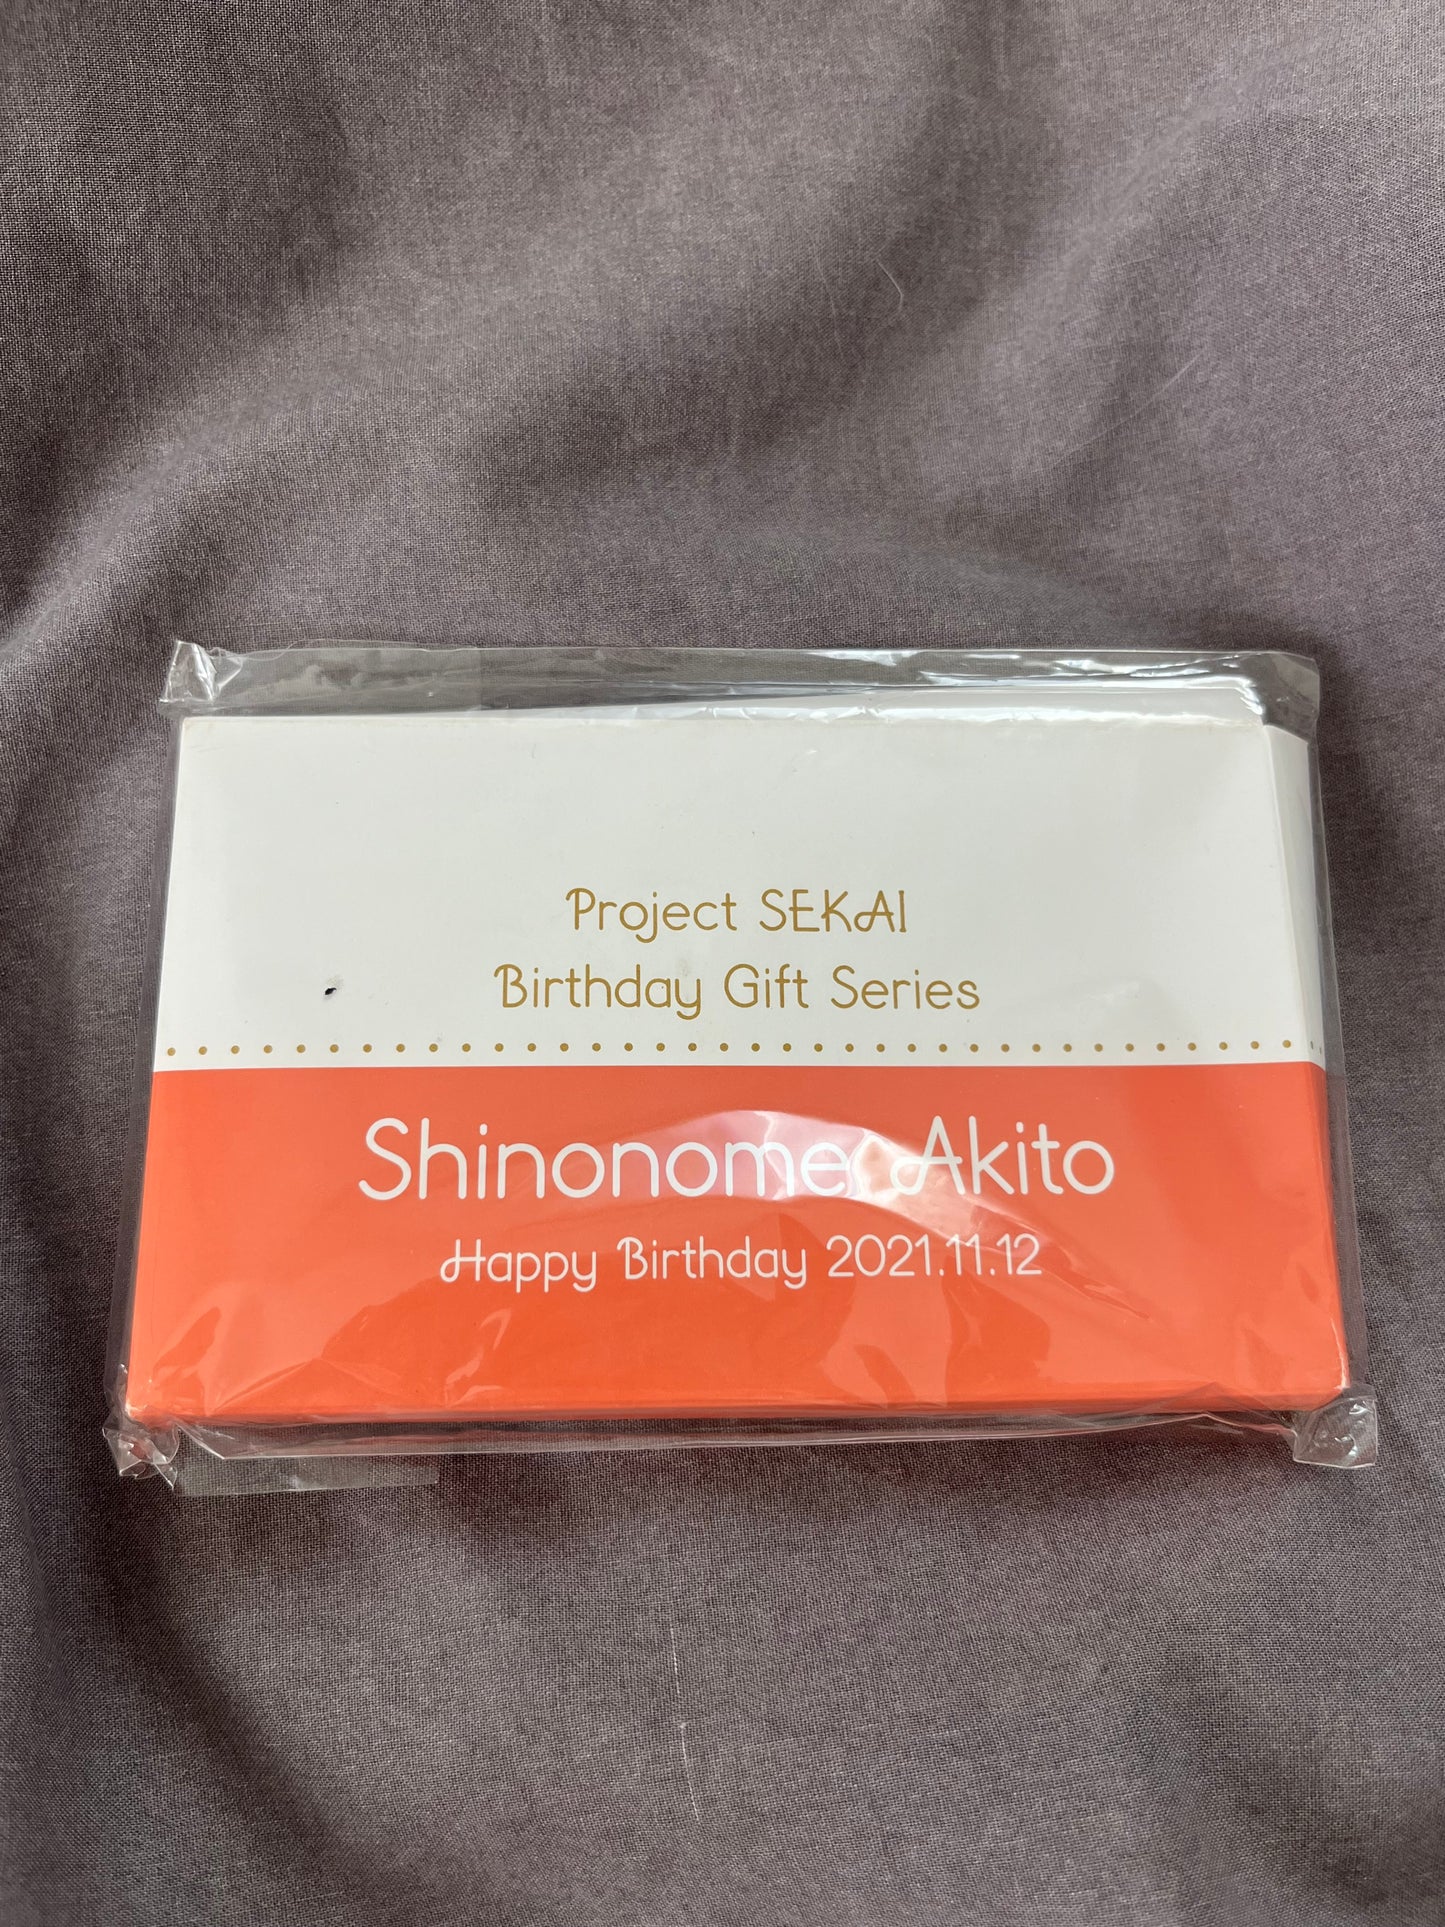 Project SEKAI
Birthday Gift Series
Shinonome Akito
Happy Birthday 2021.11.12